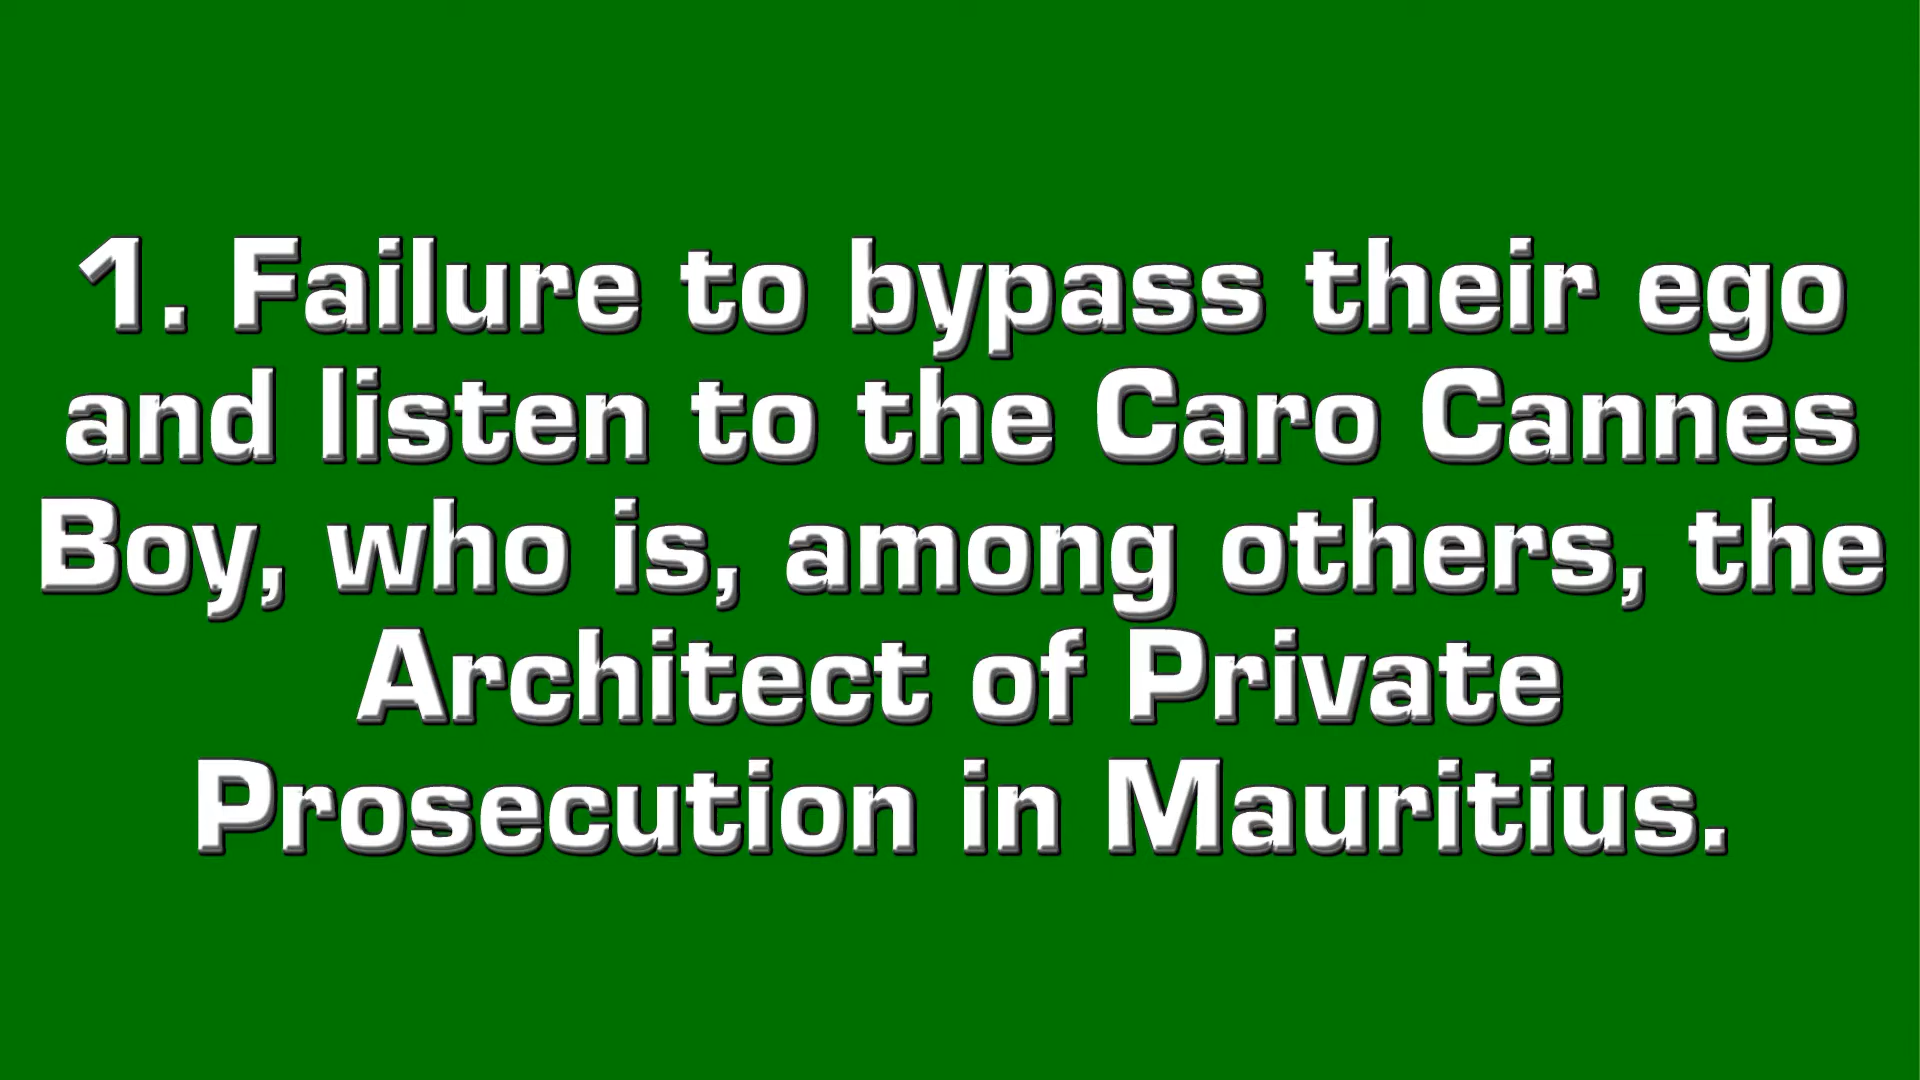 1. Failure to bypass their ego
and listen to the Caro Cannes
Boy, who is, among others, the
Architect of Private
Prosecution in Mauritius.